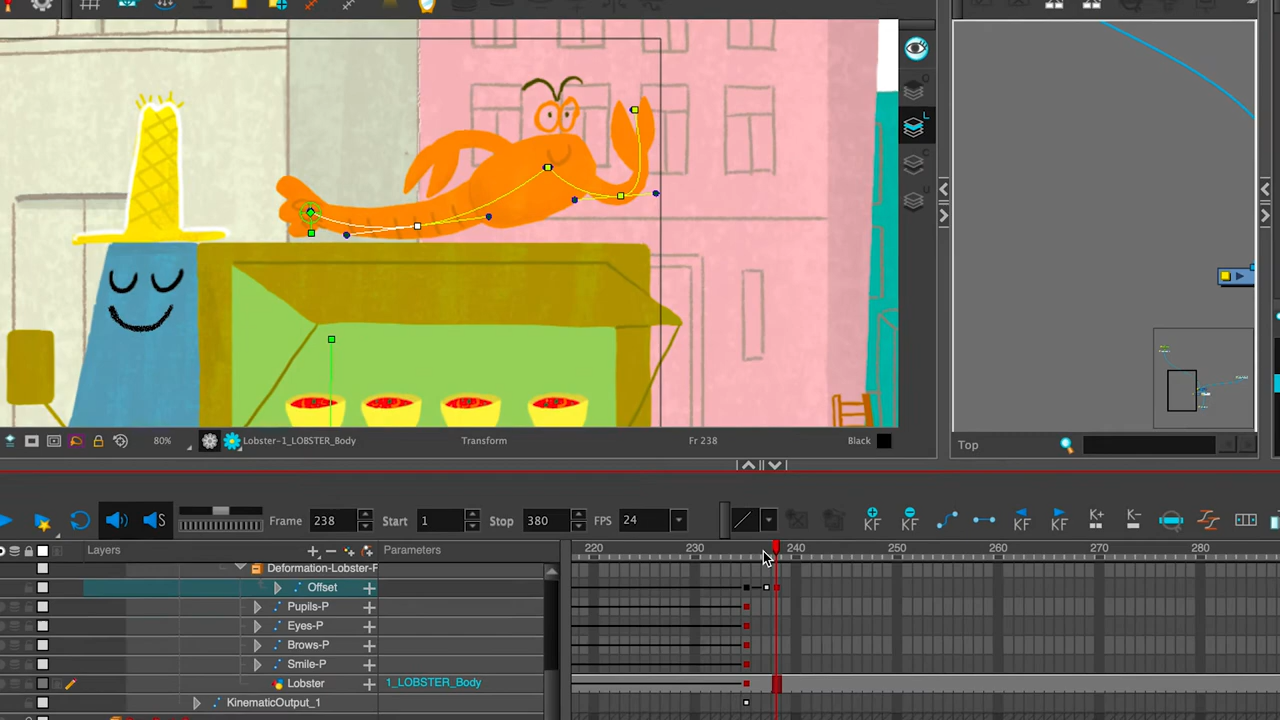 Q
L
C
U
80%
Lobster-1_LOBSTER_Body
Transform
Fr 238
Black
Top
S
Frame 238 Start 1 Stop 380 FPS 24
KF KF KF KF K+ K-
Layers Parameters 220 230 240 250 260 270 280
Deformation-Lobster-P
Offset
Pupils-P
Eyes-P
Brows-P
Smile-P
Lobster 1_LOBSTER_Body
KinematicOutput_1